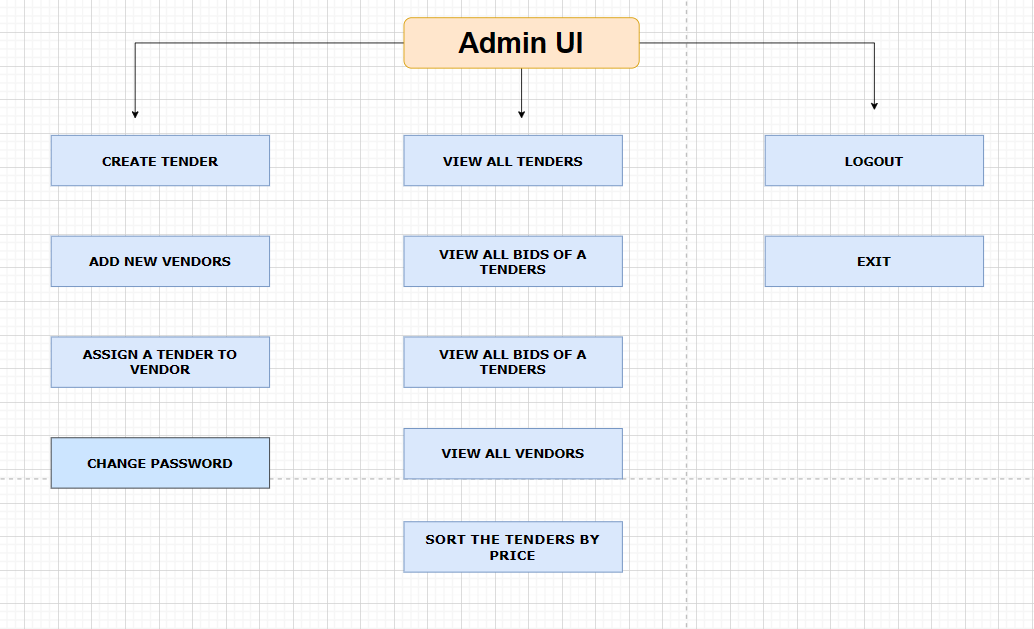 Admin UI
CREATE TENDER
VIEW ALL TENDERS
LOGOUT
ADD NEW VENDORS
VIEW ALL BIDS OF A
TENDERS
EXIT
ASSIGN A TENDER TO
VENDOR
VIEW ALL BIDS OF A
TENDERS
CHANGE PASSWORD
VIEW ALL VENDORS
SORT THE TENDERS BY
PRICE